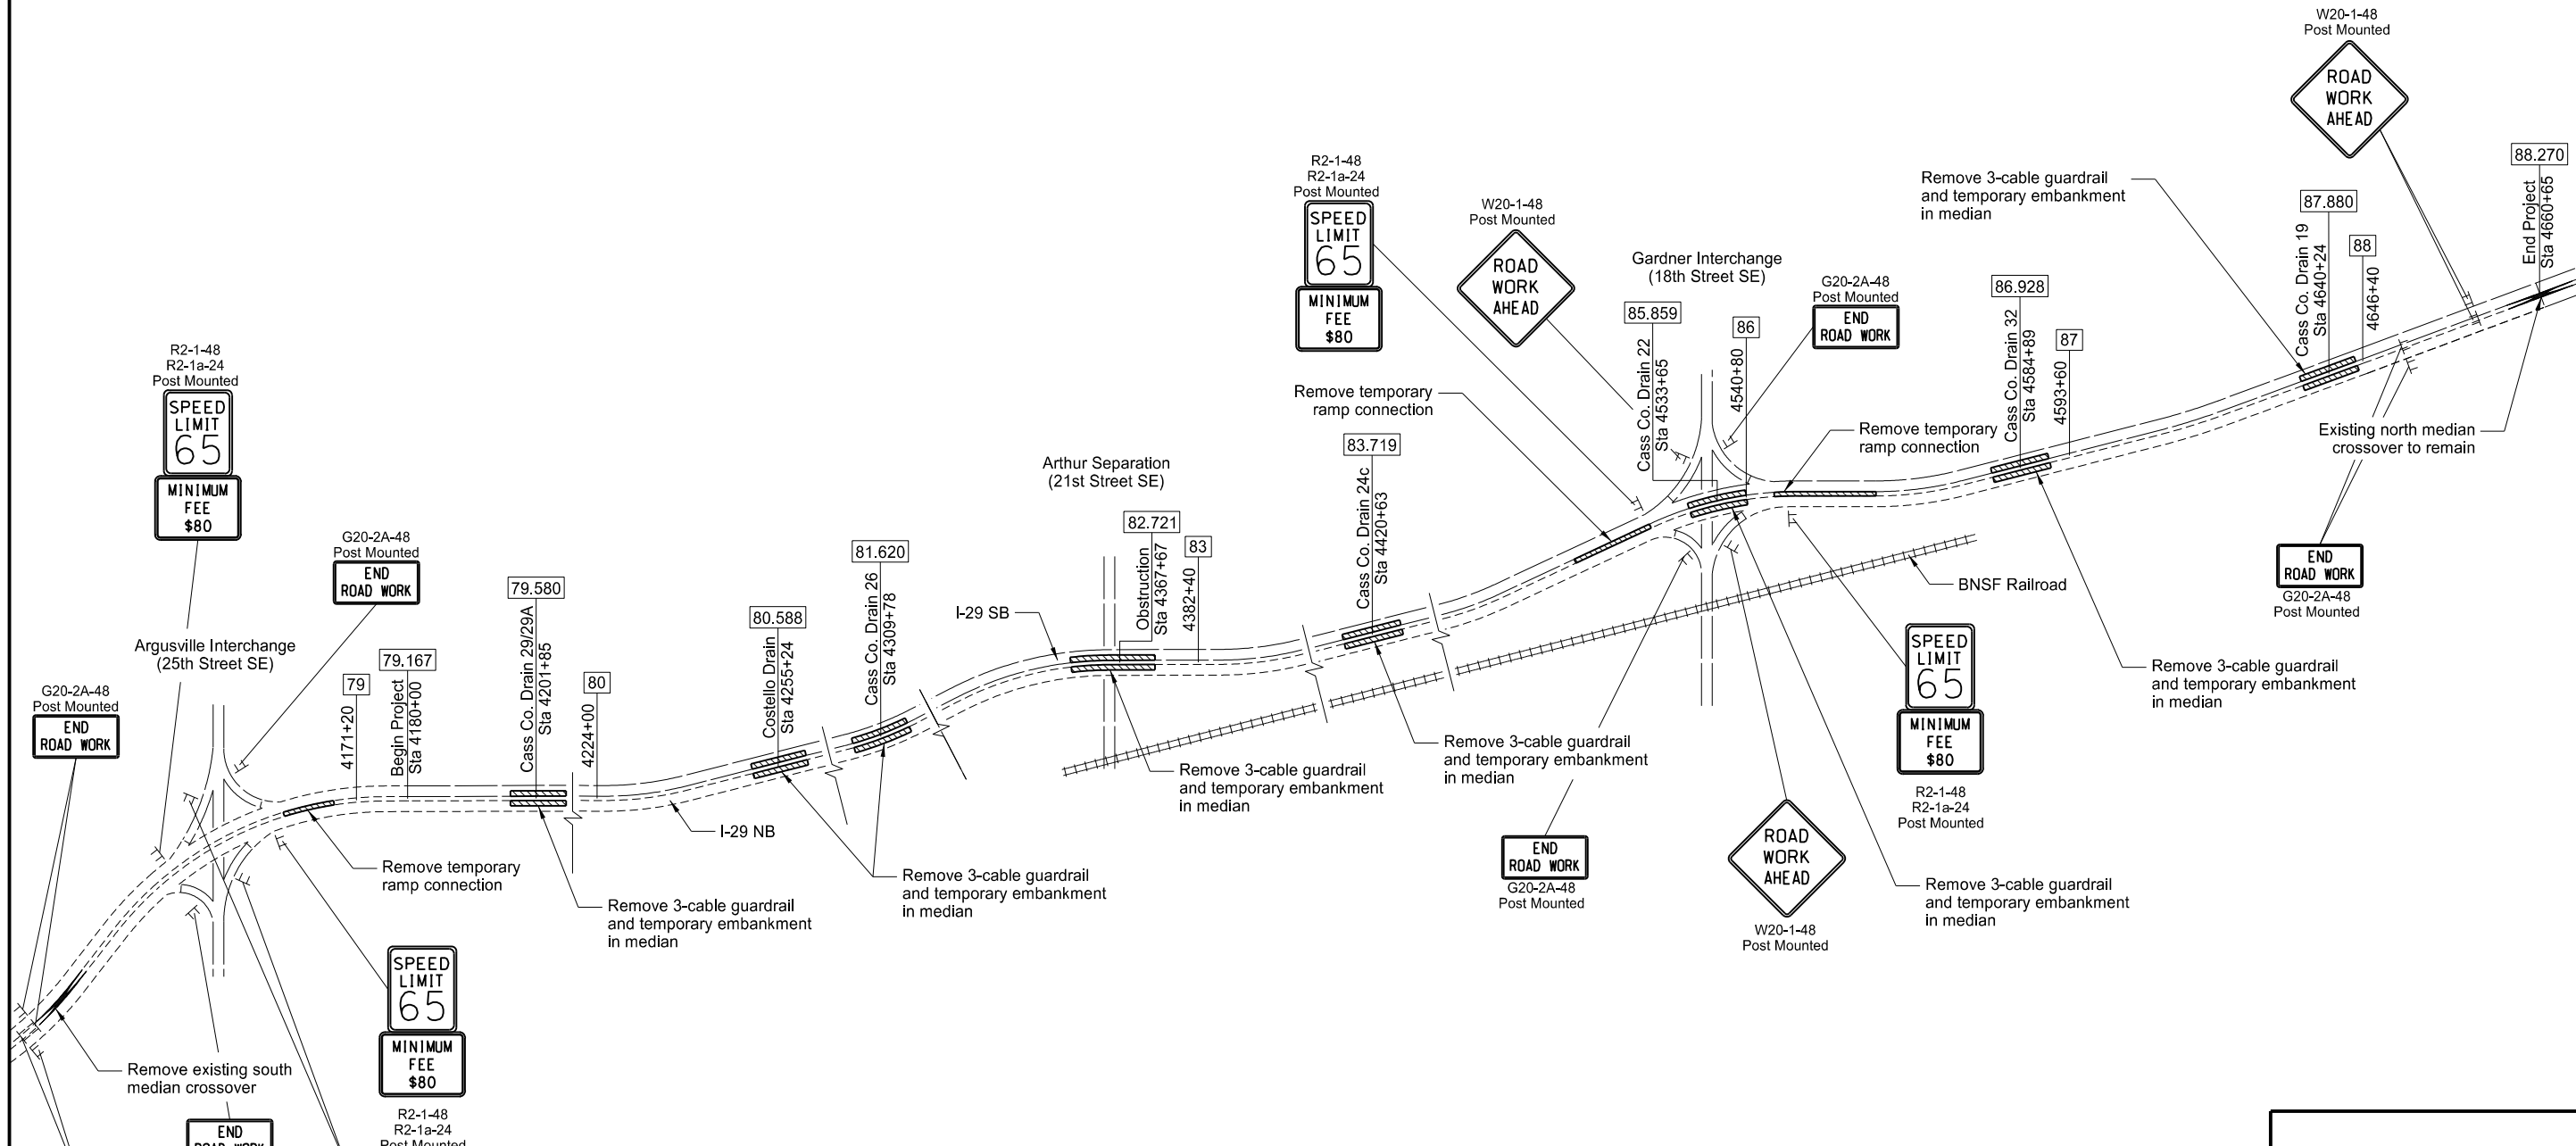 W20-1-48
Post Mounted
ROAD
WORK
AHEAD
R2-1-48
R2-1a-24
Post Mounted
SPEED
LIMIT
65
MINIMUM
FEE
$80
W20-1-48
Post Mounted
ROAD
WORK
AHEAD
Remove 3-cable guardrail
and temporary embankment
in median
88.270
End Project
Sta 4660+65
87.880
Cass Co. Drain 19
Sta 4640+24
88
4646+40
Gardner Interchange
(18th Street SE)
G20-2A-48
Post Mounted
END
ROAD WORK
85.859
Cass Co. Drain 22
Sta 4533+65
86
4540+80
86.928
Cass Co. Drain 32
Sta 4584+89
87
4593+60
R2-1-48
R2-1a-24
Post Mounted
SPEED
LIMIT
65
MINIMUM
FEE
$80
Remove temporary
ramp connection
Remove temporary
ramp connection
Existing north median
crossover to remain
Arthur Separation
(21st Street SE)
83.719
Cass Co. Drain 24c
Sta 4420+63
82.721
Obstruction
Sta 4367+67
83
4382+40
81.620
Cass Co. Drain 26
Sta 4309+78
G20-2A-48
Post Mounted
END
ROAD WORK
79.580
Cass Co. Drain 29/29A
Sta 4201+85
80.588
Costello Drain
Sta 4255+24
I-29 SB
BNSF Railroad
END
ROAD WORK
G20-2A-48
Post Mounted
Argusville Interchange
(25th Street SE)
79
4171+20
79.167
Begin Project
Sta 4180+00
80
4224+00
G20-2A-48
Post Mounted
END
ROAD WORK
SPEED
LIMIT
65
MINIMUM
FEE
$80
R2-1-48
R2-1a-24
Post Mounted
Remove 3-cable guardrail
and temporary embankment
in median
Remove 3-cable guardrail
and temporary embankment
in median
Remove 3-cable guardrail
and temporary embankment
in median
I-29 NB
Remove temporary
ramp connection
Remove 3-cable guardrail
and temporary embankment
in median
Remove 3-cable guardrail
and temporary embankment
in median
END
ROAD WORK
G20-2A-48
Post Mounted
ROAD
WORK
AHEAD
W20-1-48
Post Mounted
Remove 3-cable guardrail
and temporary embankment
in median
SPEED
LIMIT
65
MINIMUM
FEE
$80
R2-1-48
R2-1a-24
Post Mounted
Remove existing south
median crossover
END
ROAD WORK